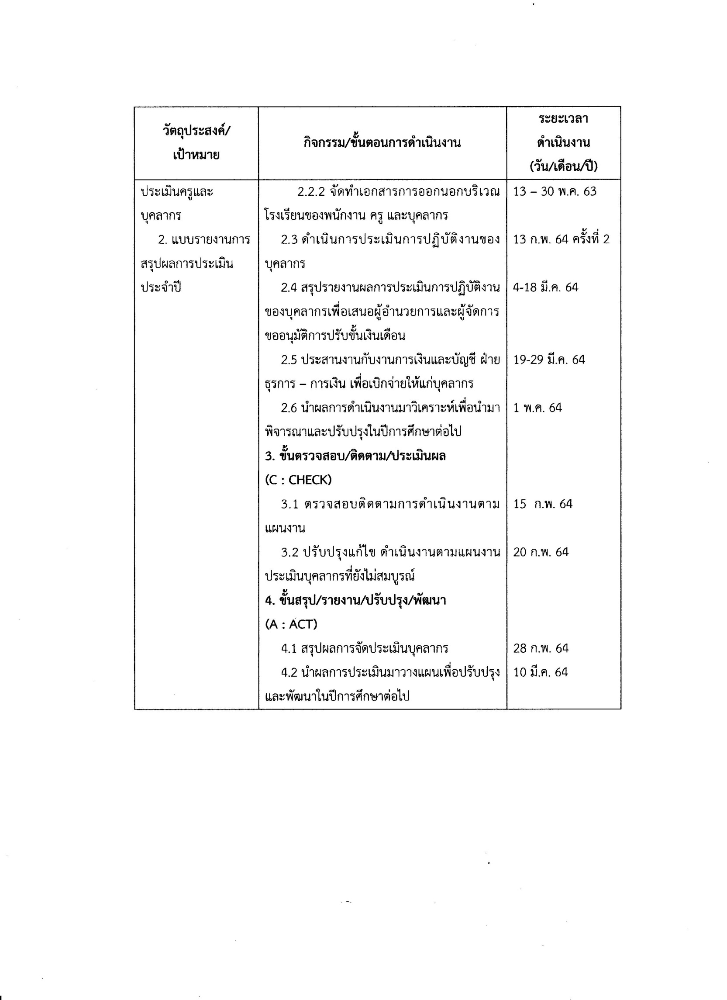 วัตถุประสงค์/
เป้าหมาย
กิจกรรม/ขั้นตอนการดำเนินงาน
ระยะเวลา
ดำเนินงาน
(วัน/เดือน/ปี)
ประเมินครูและ
บุคลากร
2. แบบรายงานการ
สรุปผลการประเมิน
ประจำปี
2.2.2 จัดทำเอกสารการออกนอกบริเวณ
โรงเรียนของพนักงาน ครู และบุคลากร
2.3 ดำเนินการประเมินการปฏิบัติงานของ
บุคลากร
2.4 สรุปรายงานผลการประเมินการปฏิบัติงาน
ของบุคลากรเพื่อเสนอผู้อำนวยการและผู้จัดการ
ขออนุมัติการปรับขั้นเงินเดือน
2.5 ประสานงานกับงานการเงินและบัญชี ฝ่าย
ธุรการ – การเงิน เพื่อเบิกจ่ายให้แก่บุคลากร
2.6 นำผลการดำเนินงานมาวิเคราะห์เพื่อนำมา
พิจารณาและปรับปรุงในปีการศึกษาต่อไป
3. ขั้นตรวจสอบ/ติดตาม/ประเมินผล
(C : CHECK)
3.1 ตรวจสอบติดตามการดำเนินงานตาม
แผนงาน
3.2 ปรับปรุงแก้ไข ดำเนินงานตามแผนงาน
ประเมินบุคลากรที่ยังไม่สมบูรณ์
4. ขั้นสรุป/รายงาน/ปรับปรุง/พัฒนา
(A : ACT)
4.1 สรุปผลการจัดประเมินบุคลากร
4.2 นำผลการประเมินมาวางแผนเพื่อปรับปรุง
และพัฒนาในปีการศึกษาต่อไป
13 – 30 พ.ค. 63
13 ก.พ. 64 ครั้งที่ 2
4-18 มี.ค. 64
19-29 มี.ค. 64
1 พ.ค. 64
15 ก.พ. 64
20 ก.พ. 64
28 ก.พ. 64
10 มี.ค. 64